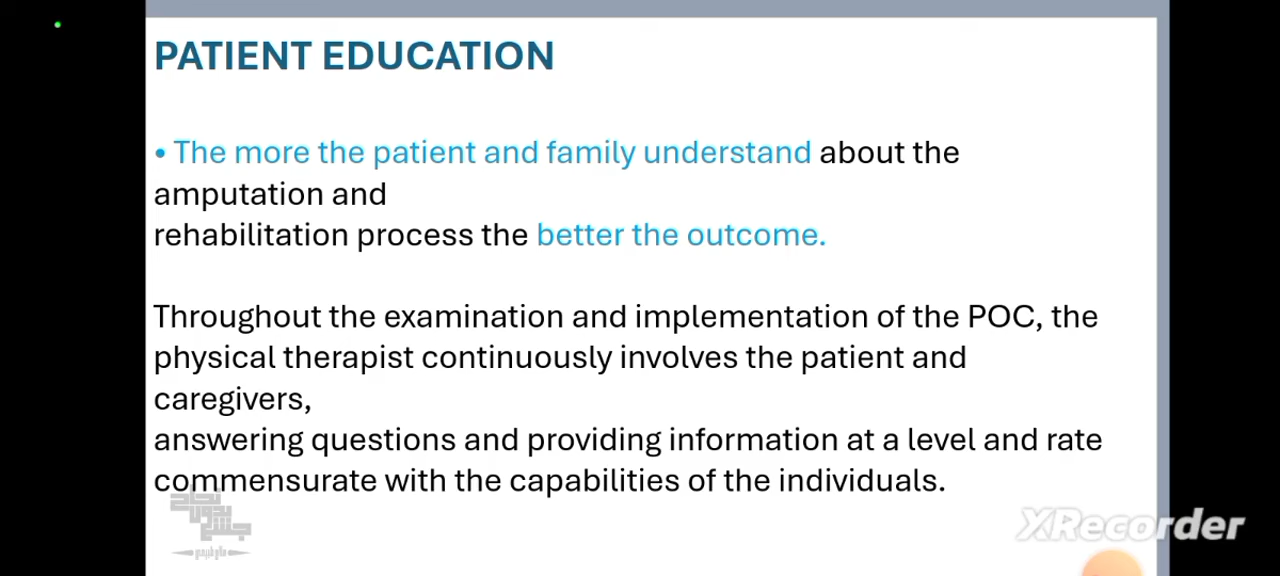 PATIENT EDUCATION
• The more the patient and family understand about the
amputation and
rehabilitation process the better the outcome.
Throughout the examination and implementation of the POC, the
physical therapist continuously involves the patient and
caregivers,
answering questions and providing information at a level and rate
commensurate with the capabilities of the individuals.
XRecorder